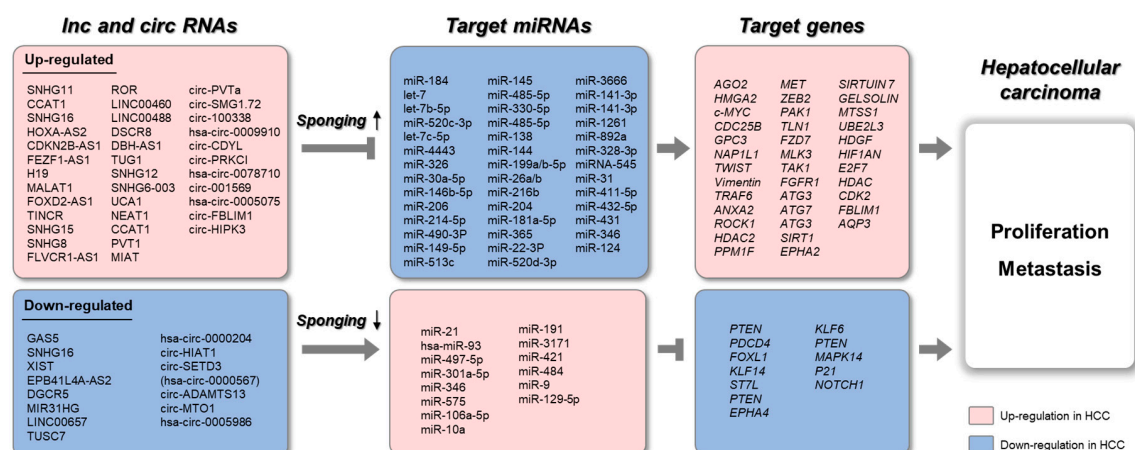 lnc and circ RNAs
Target miRNAs
Target genes
Hepatocellular
carcinoma
Up-regulated
SNHG11
CCAT1
SNHG16
HOXA-AS2
CDKN2B-AS1
FEZF1-AS1
H19
MALAT1
FOXD2-AS1
TINCR
SNHG15
SNHG8
FLVCR1-AS1
ROR
LINC00460
LINC00488
DSCR8
DBH-AS1
TUG1
SNHG12
SNHG6-003
UCA1
NEAT1
CCAT1
PVT1
MIAT
circ-PVTa
circ-SMG1.72
circ-100338
hsa-circ-0009910
circ-CDYL
circ-PRKCI
hsa-circ-0078710
circ-001569
hsa-circ-0005075
circ-FBLIM1
circ-HIPK3
Sponging ↑
miR-184
let-7
let-7b-5p
miR-520c-3p
let-7c-5p
miR-4443
miR-326
miR-30a-5p
miR-146b-5p
miR-206
miR-214-5p
miR-490-3P
miR-149-5p
miR-513c
miR-145
miR-485-5p
miR-330-5p
miR-485-5p
miR-138
miR-144
miR-199a/b-5p
miR-26a/b
miR-216b
miR-204
miR-181a-5p
miR-365
miR-22-3P
miR-520d-3p
miR-3666
miR-141-3p
miR-141-3p
miR-1261
miR-892a
miR-328-3p
miRNA-545
miR-31
miR-411-5p
miR-432-5p
miR-431
miR-346
miR-124
AGO2
HMGA2
c-MYC
CDC25B
GPC3
NAP1L1
TWIST
Vimentin
TRAF6
ANXA2
ROCK1
HDAC2
PPM1F
MET
ZEB2
PAK1
TLN1
FZD7
MLK3
TAK1
FGFR1
ATG3
ATG7
ATG3
SIRT1
EPHA2
SIRTUIN7
GELSOLIN
MTSS1
UBE2L3
HDGF
HIF1AN
E2F7
HDAC
CDK2
FBLIM1
AQP3
Proliferation
Metastasis
Down-regulated
GAS5
SNHG16
XIST
EPB41L4A-AS2
DGCR5
MIR31HG
LINC00657
TUSC7
hsa-circ-0000204
circ-HIAT1
circ-SETD3
(hsa-circ-0000567)
circ-ADAMTS13
circ-MTO1
hsa-circ-0005986
Sponging ↓
miR-21
hsa-miR-93
miR-497-5p
miR-301a-5p
miR-346
miR-575
miR-106a-5p
miR-10a
miR-191
miR-3171
miR-421
miR-484
miR-9
miR-129-5p
PTEN
PDCD4
FOXL1
KLF14
ST7L
PTEN
EPHA4
KLF6
PTEN
MAPK14
P21
NOTCH1
Up-regulation in HCC
Down-regulation in HCC